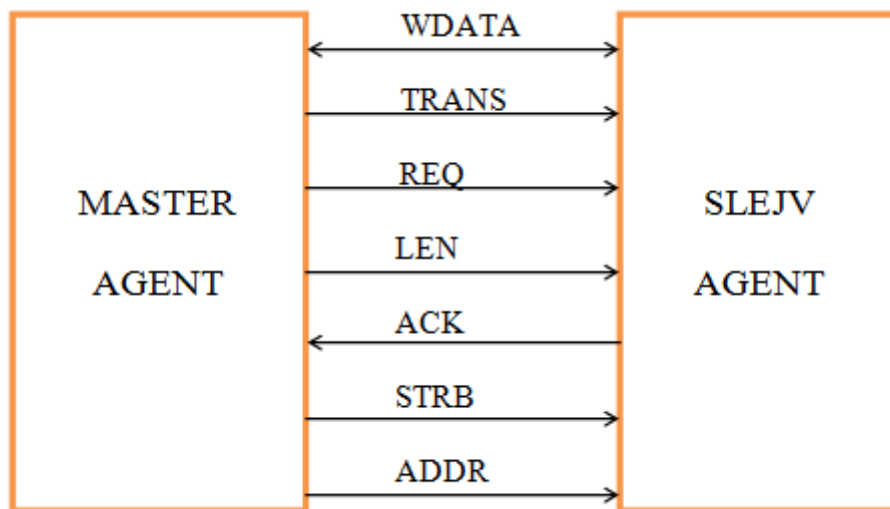 WDATA
TRANS
REQ
MASTER
AGENT
SLEJV
AGENT
LEN
ACK
STRB
ADDR